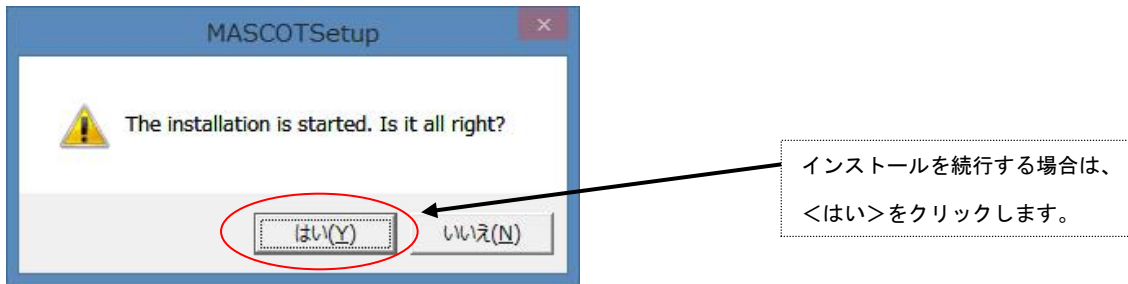 MASCOTSetup
The installation is started. Is it all right?
インストールを続行する場合は、
<はい>をクリックします。
はい(Y)
いいえ(N)